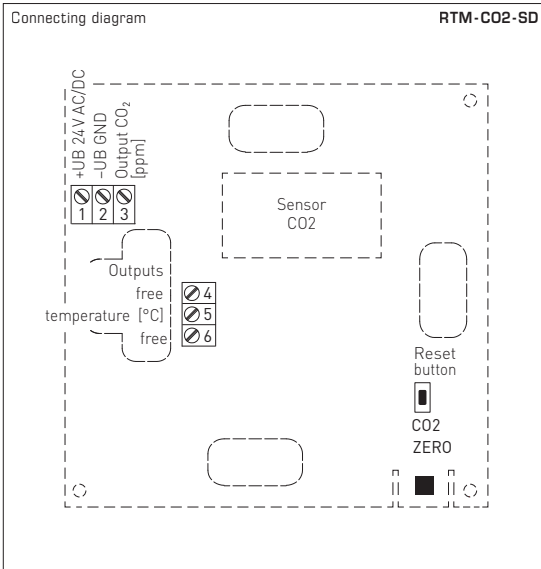 Connecting diagram
RTM-CO2-SD
+UB 24V AC/DC
–UB GND
Output CO₂
[ppm]
1 2 3
Sensor
CO2
Outputs
free 4
temperature [°C] 5
free 6
Reset
button
CO2
ZERO